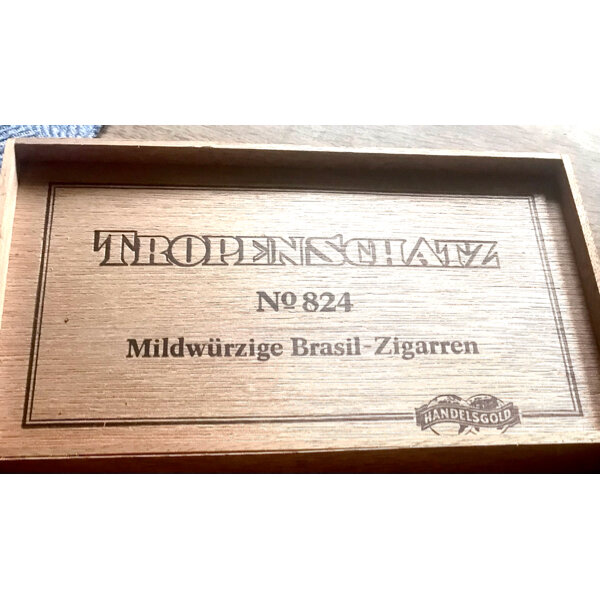 TROPENSCHATZ
No 824
Mildwürzige Brasil-Zigarren
HANDELSGOLD